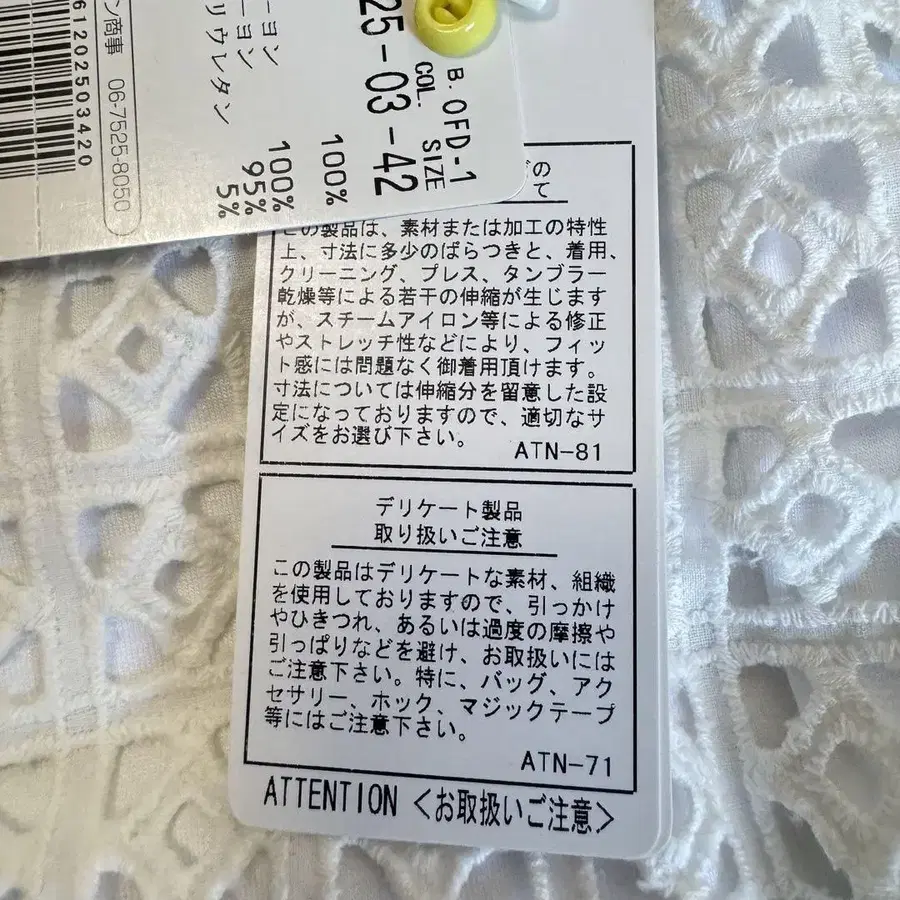 ン商事 06-7525-8050
61202503420
B. OFD-1
COL. SIZE
25-03-42
100%
ーヨン 100%
ーヨン 95%
リウレタン 5%
の
て
この製品は、素材または加工の特性
上、寸法に多少のばらつきと、着用、
クリーニング、プレス、タンブラー
乾燥等による若干の伸縮が生じます
が、スチームアイロン等による修正
やストレッチ性などにより、フィッ
ト感には問題なく御着用頂けます。
寸法については伸縮分を留意した設
定になっておりますので、適切なサ
イズをお選び下さい。
ATN-81
デリケート製品
取り扱いご注意
この製品はデリケートな素材、組織
を使用しておりますので、引っかけ
やひきつれ、あるいは過度の摩擦や
引っぱりなどを避け、お取扱いには
ご注意下さい。特に、バッグ、アク
セサリー、ホック、マジックテープ
等にはご注意下さい。
ATN-71
ATTENTION <お取扱いご注意>